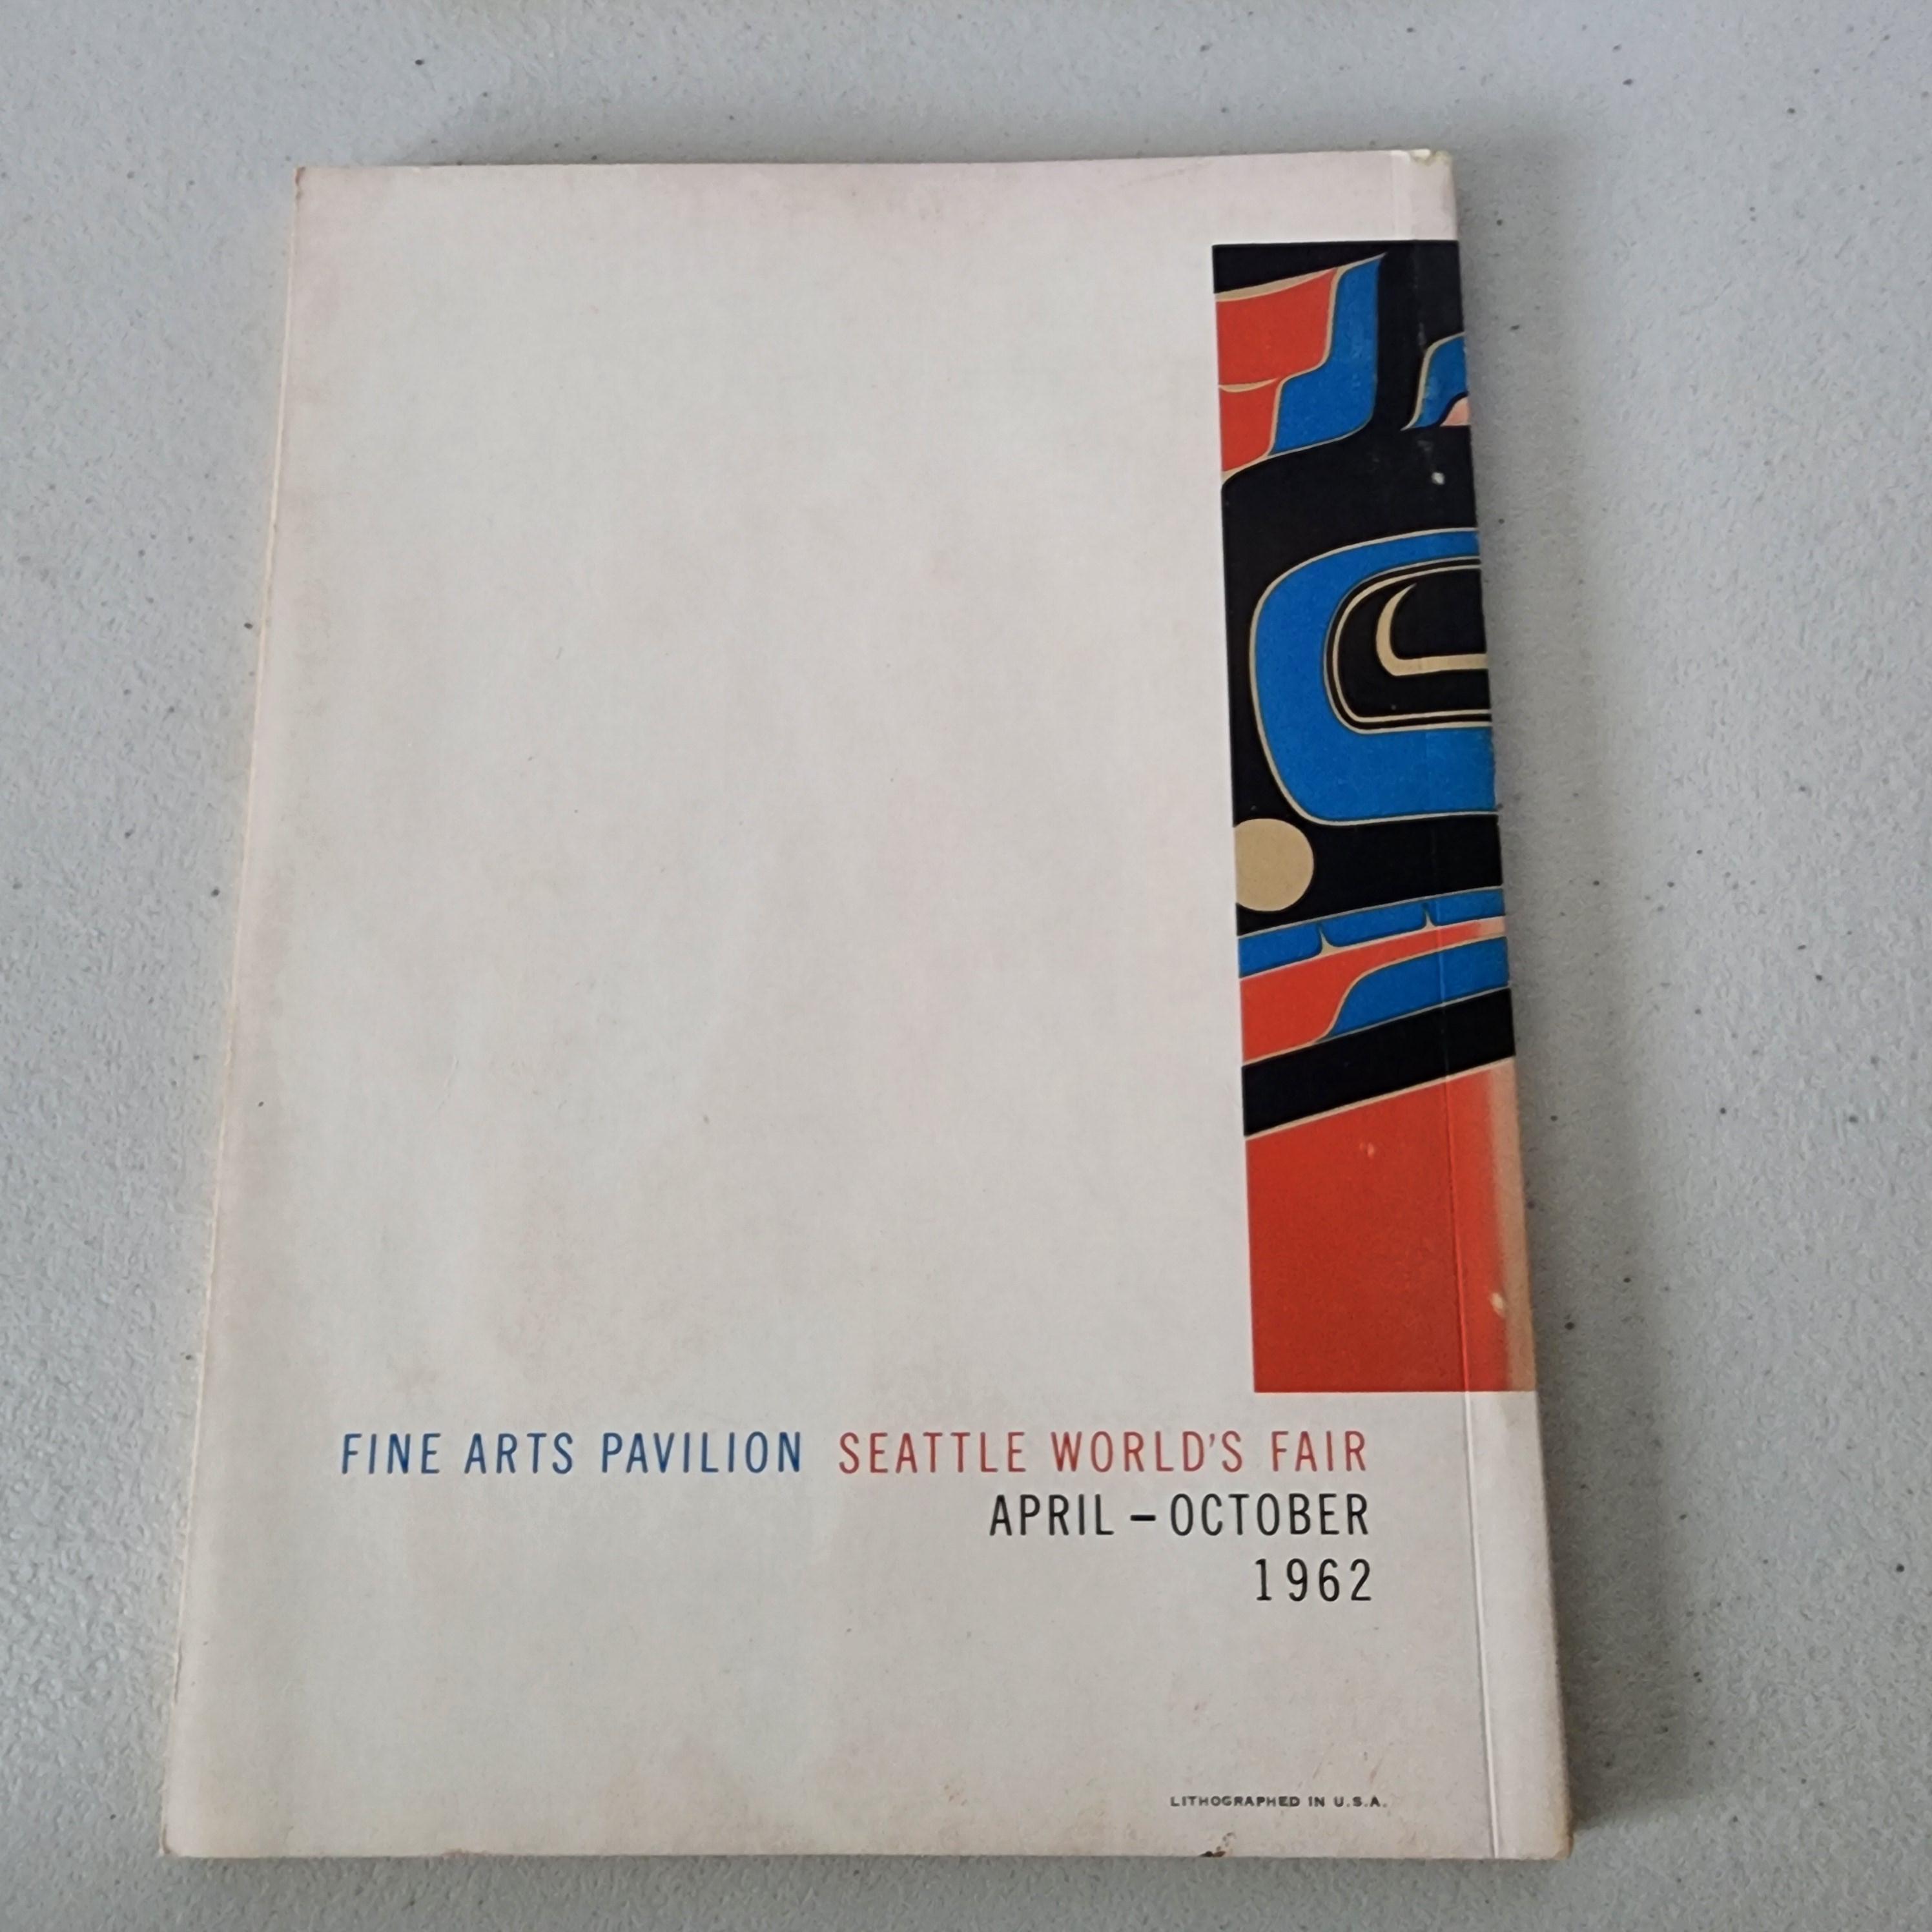 FINE ARTS PAVILION SEATTLE WORLD'S FAIR
APRIL – OCTOBER
1962
LITHOGRAPHED IN U.S.A.